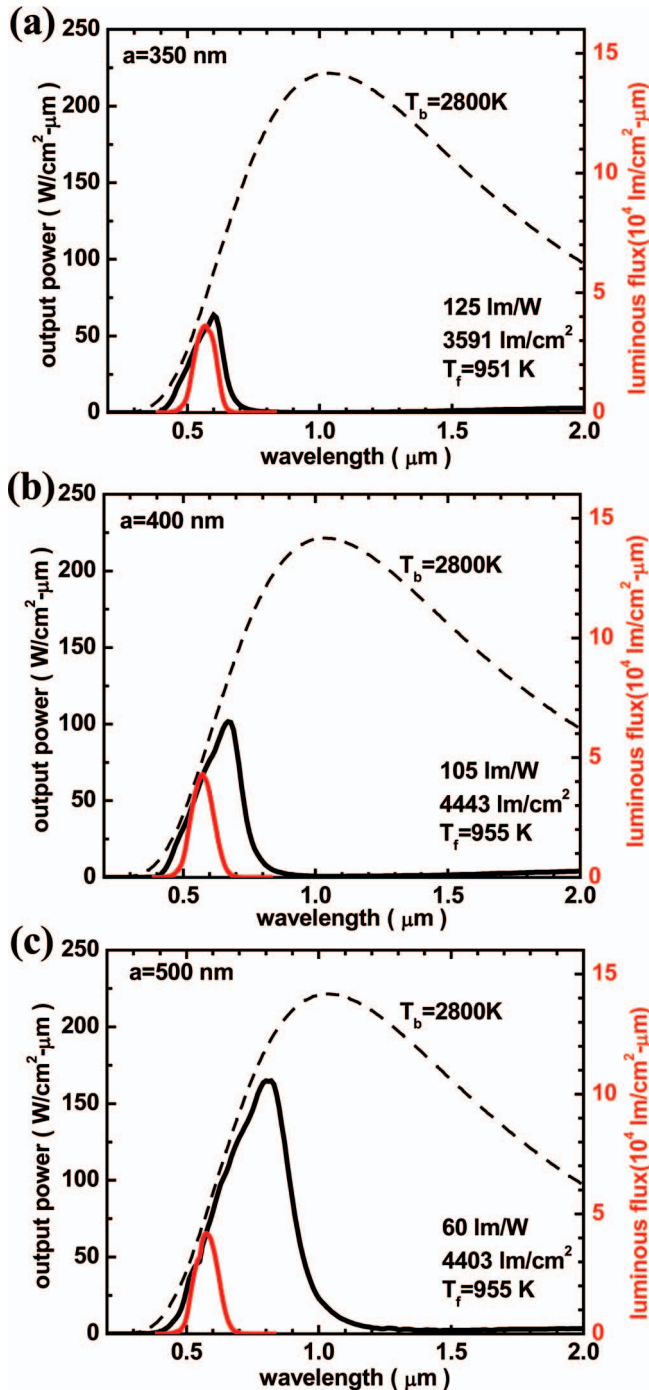 (a)
a=350 nm
T_b=2800K
125 lm/W
3591 lm/cm²
T_f=951 K
output power ( W/cm²-μm)
250
200
150
100
50
0
luminous flux(10⁴ lm/cm²-μm)
15
10
5
0
0.5 1.0 1.5 2.0
wavelength ( μm )
(b)
a=400 nm
T_b=2800K
105 lm/W
4443 lm/cm²
T_f=955 K
output power ( W/cm²-μm)
250
200
150
100
50
0
luminous flux(10⁴ lm/cm²-μm)
15
10
5
0
0.5 1.0 1.5 2.0
wavelength ( μm )
(c)
a=500 nm
T_b=2800K
60 lm/W
4403 lm/cm²
T_f=955 K
output power ( W/cm²-μm)
250
200
150
100
50
0
luminous flux(10⁴ lm/cm²-μm)
15
10
5
0
0.5 1.0 1.5 2.0
wavelength ( μm )